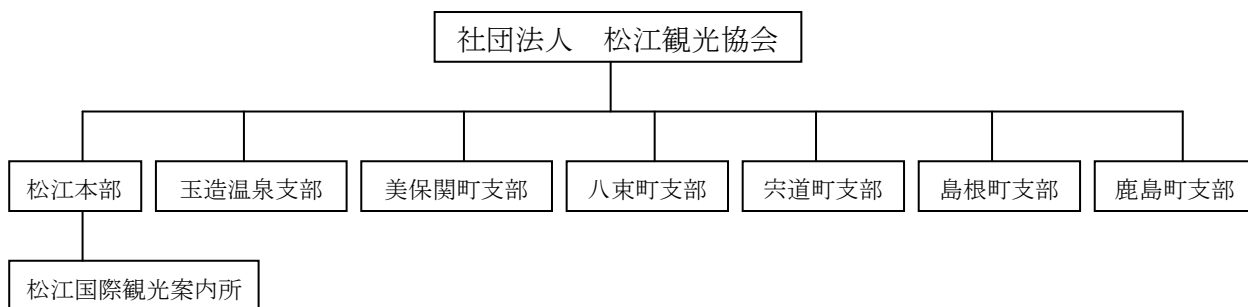 社団法人　松江観光協会
松江本部
玉造温泉支部
美保関町支部
八束町支部
宍道町支部
島根町支部
鹿島町支部
松江国際観光案内所